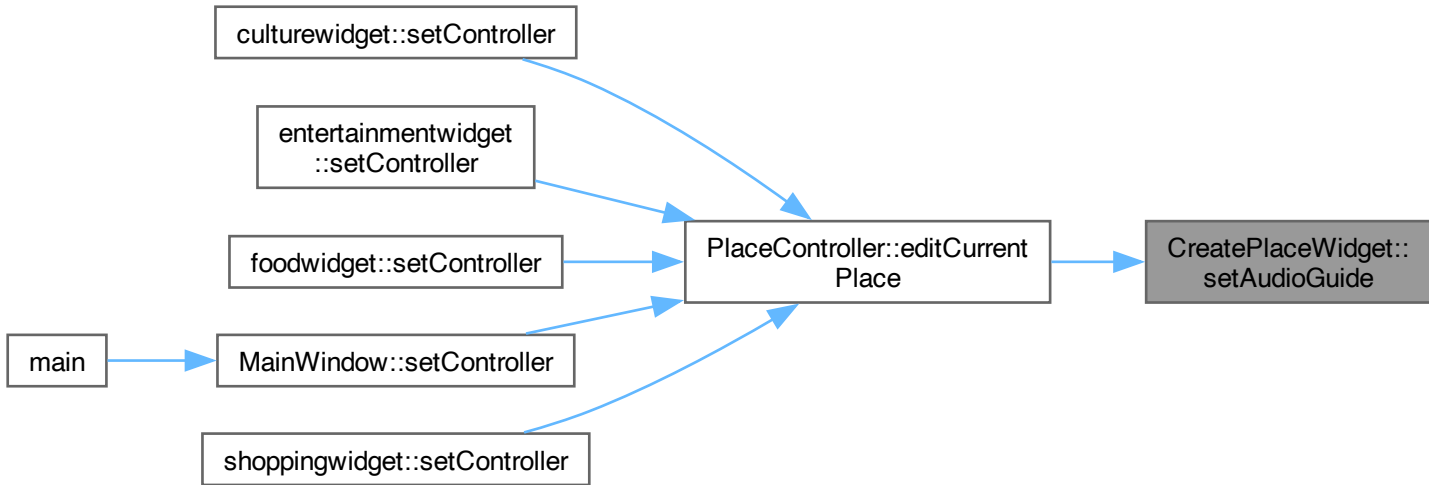 culturewidget::setController
entertainmentwidget
::setController
foodwidget::setController
main
MainWindow::setController
shoppingwidget::setController
PlaceController::editCurrent
Place
CreatePlaceWidget::
setAudioGuide